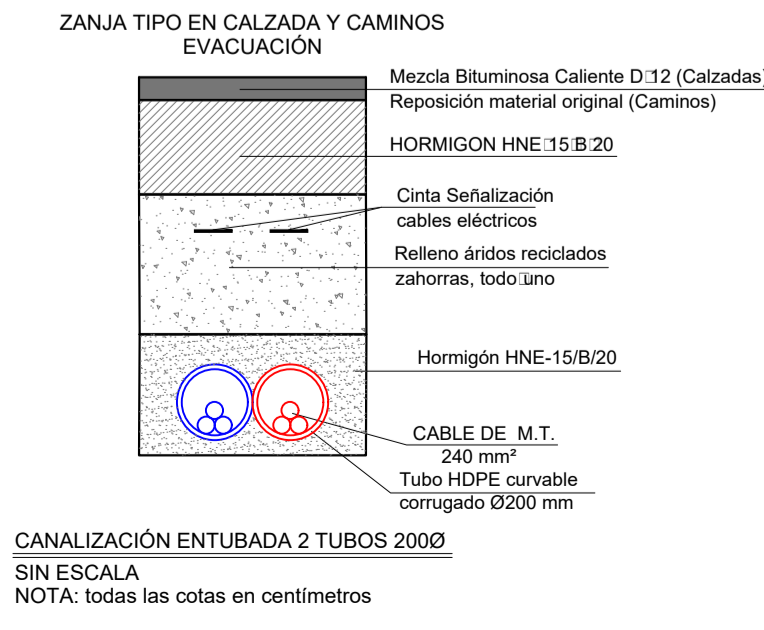 ZANJA TIPO EN CALZADA Y CAMINOS
EVACUACIÓN
Mezcla Bituminosa Caliente D 12 (Calzadas)
Reposición material original (Caminos)
HORMIGON HNE 15 B 20
Cinta Señalización
cables eléctricos
Relleno áridos reciclados
zahorras, todo uno
Hormigón HNE-15/B/20
CABLE DE M.T.
240 mm²
Tubo HDPE curvable
corrugado Ø200 mm
CANALIZACIÓN ENTUBADA 2 TUBOS 200Ø
SIN ESCALA
NOTA: todas las cotas en centímetros